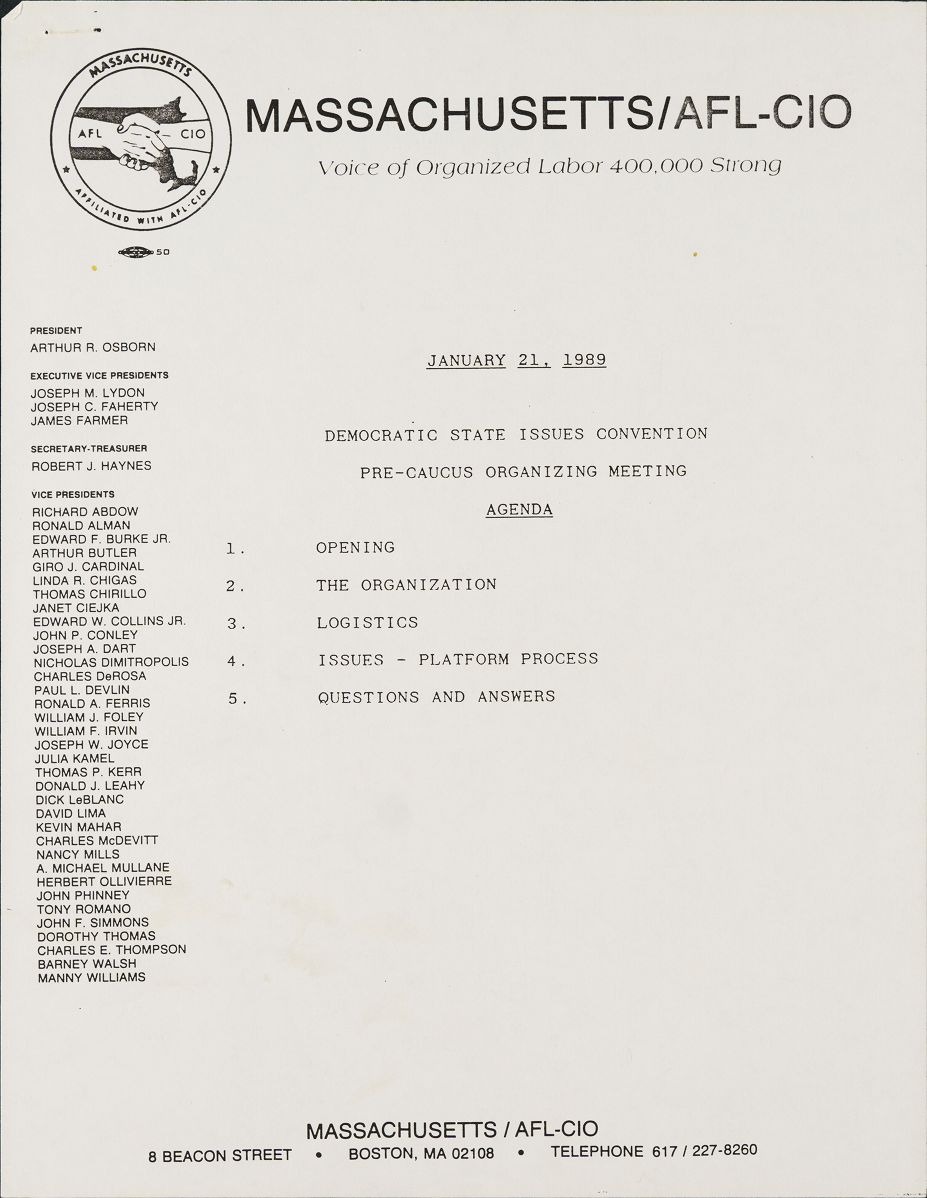 MASSACHUSETTS
AFL CIO
AFFILIATED WITH AFL-CIO
50
MASSACHUSETTS/AFL-CIO
Voice of Organized Labor 400,000 Strong
PRESIDENT
ARTHUR R. OSBORN
EXECUTIVE VICE PRESIDENTS
JOSEPH M. LYDON
JOSEPH C. FAHERTY
JAMES FARMER
SECRETARY-TREASURER
ROBERT J. HAYNES
VICE PRESIDENTS
RICHARD ABDOW
RONALD ALMAN
EDWARD F. BURKE JR.
ARTHUR BUTLER
GIRO J. CARDINAL
LINDA R. CHIGAS
THOMAS CHIRILLO
JANET CIEJKA
EDWARD W. COLLINS JR.
JOHN P. CONLEY
JOSEPH A. DART
NICHOLAS DIMITROPOLIS
CHARLES DeROSA
PAUL L. DEVLIN
RONALD A. FERRIS
WILLIAM J. FOLEY
WILLIAM F. IRVIN
JOSEPH W. JOYCE
JULIA KAMEL
THOMAS P. KERR
DONALD J. LEAHY
DICK LeBLANC
DAVID LIMA
KEVIN MAHAR
CHARLES McDEVITT
NANCY MILLS
A. MICHAEL MULLANE
HERBERT OLLIVIERRE
JOHN PHINNEY
TONY ROMANO
JOHN F. SIMMONS
DOROTHY THOMAS
CHARLES E. THOMPSON
BARNEY WALSH
MANNY WILLIAMS
JANUARY 21, 1989
DEMOCRATIC STATE ISSUES CONVENTION
PRE-CAUCUS ORGANIZING MEETING
AGENDA
1. OPENING
2. THE ORGANIZATION
3. LOGISTICS
4. ISSUES - PLATFORM PROCESS
5. QUESTIONS AND ANSWERS
MASSACHUSETTS / AFL-CIO
8 BEACON STREET • BOSTON, MA 02108 • TELEPHONE 617 / 227-8260